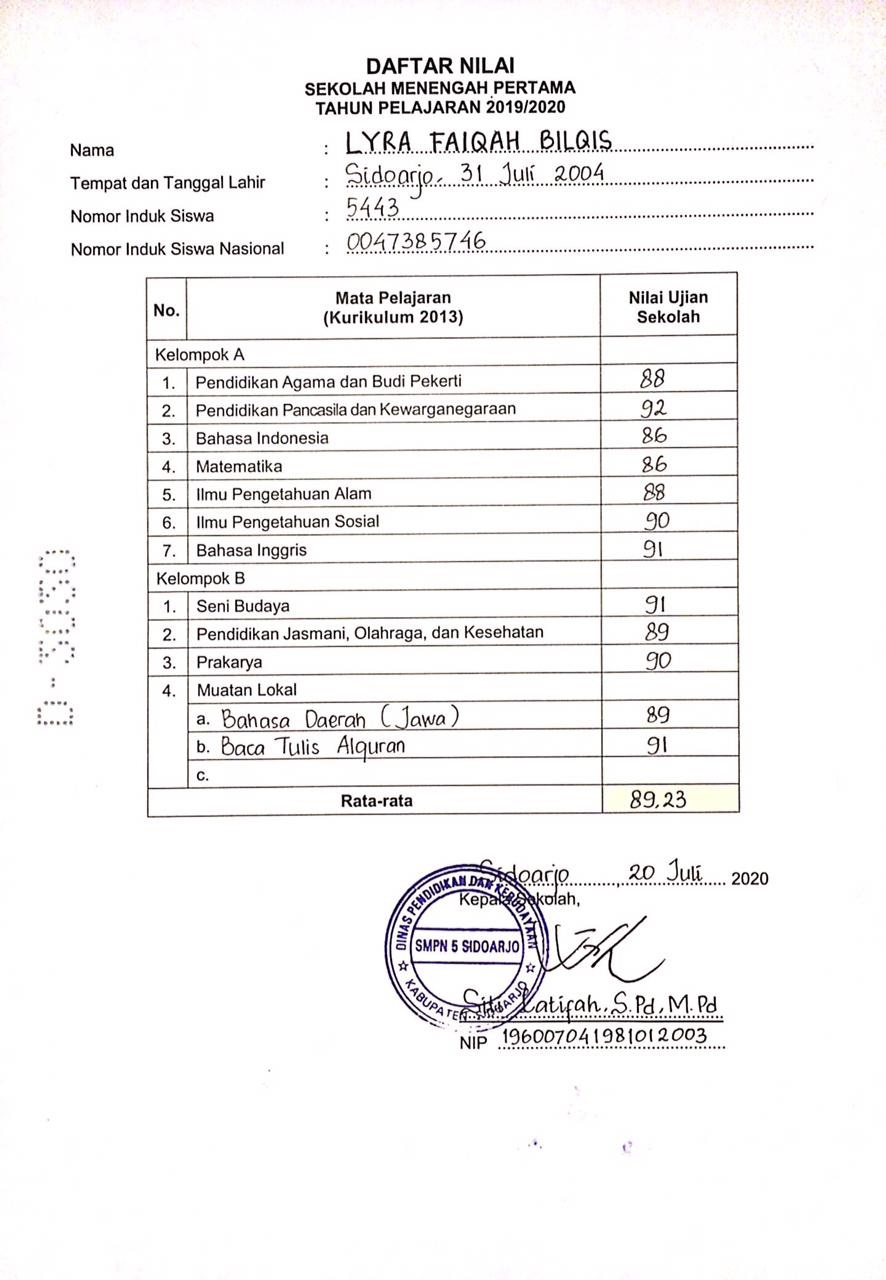 DAFTAR NILAI
SEKOLAH MENENGAH PERTAMA
TAHUN PELAJARAN 2019/2020
Nama : LYRA FAIQAH BILQIS
Tempat dan Tanggal Lahir : Sidoarjo, 31 Juli 2004
Nomor Induk Siswa : 5443
Nomor Induk Siswa Nasional : 0047385746
No. Mata Pelajaran (Kurikulum 2013) Nilai Ujian Sekolah
Kelompok A
1. Pendidikan Agama dan Budi Pekerti 88
2. Pendidikan Pancasila dan Kewarganegaraan 92
3. Bahasa Indonesia 86
4. Matematika 86
5. Ilmu Pengetahuan Alam 88
6. Ilmu Pengetahuan Sosial 90
7. Bahasa Inggris 91
Kelompok B
1. Seni Budaya 91
2. Pendidikan Jasmani, Olahraga, dan Kesehatan 89
3. Prakarya 90
4. Muatan Lokal
a. Bahasa Daerah (Jawa) 89
b. Baca Tulis Alquran 91
c.
Rata-rata 89,23
D-3050
Sidoarjo, 20 Juli 2020
Kepala Sekolah,
DINAS PENDIDIKAN DAN KEBUDAYAAN
SMPN 5 SIDOARJO
KABUPATEN SIDOARJO
Siti Latifah, S.Pd, M.Pd
NIP 196007041981012003